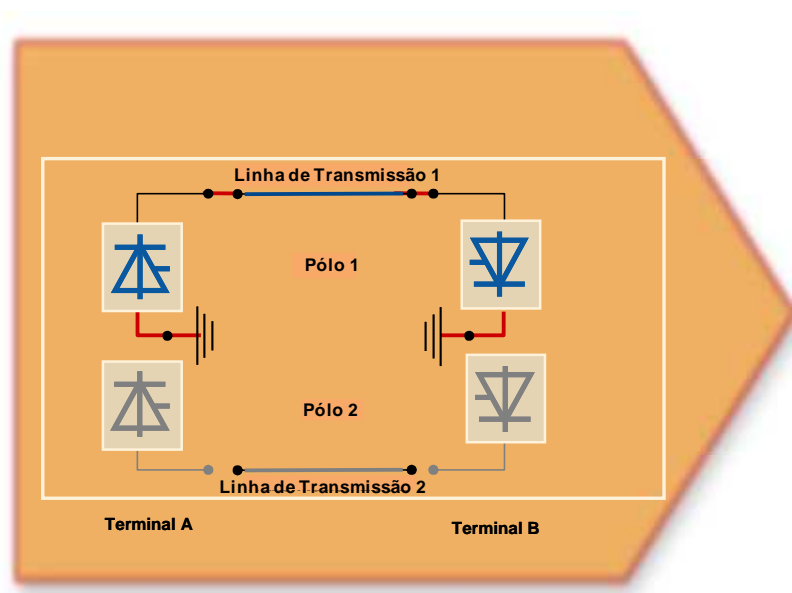 Linha de Transmissão 1
Pólo 1
Pólo 2
Linha de Transmissão 2
Terminal A
Terminal B